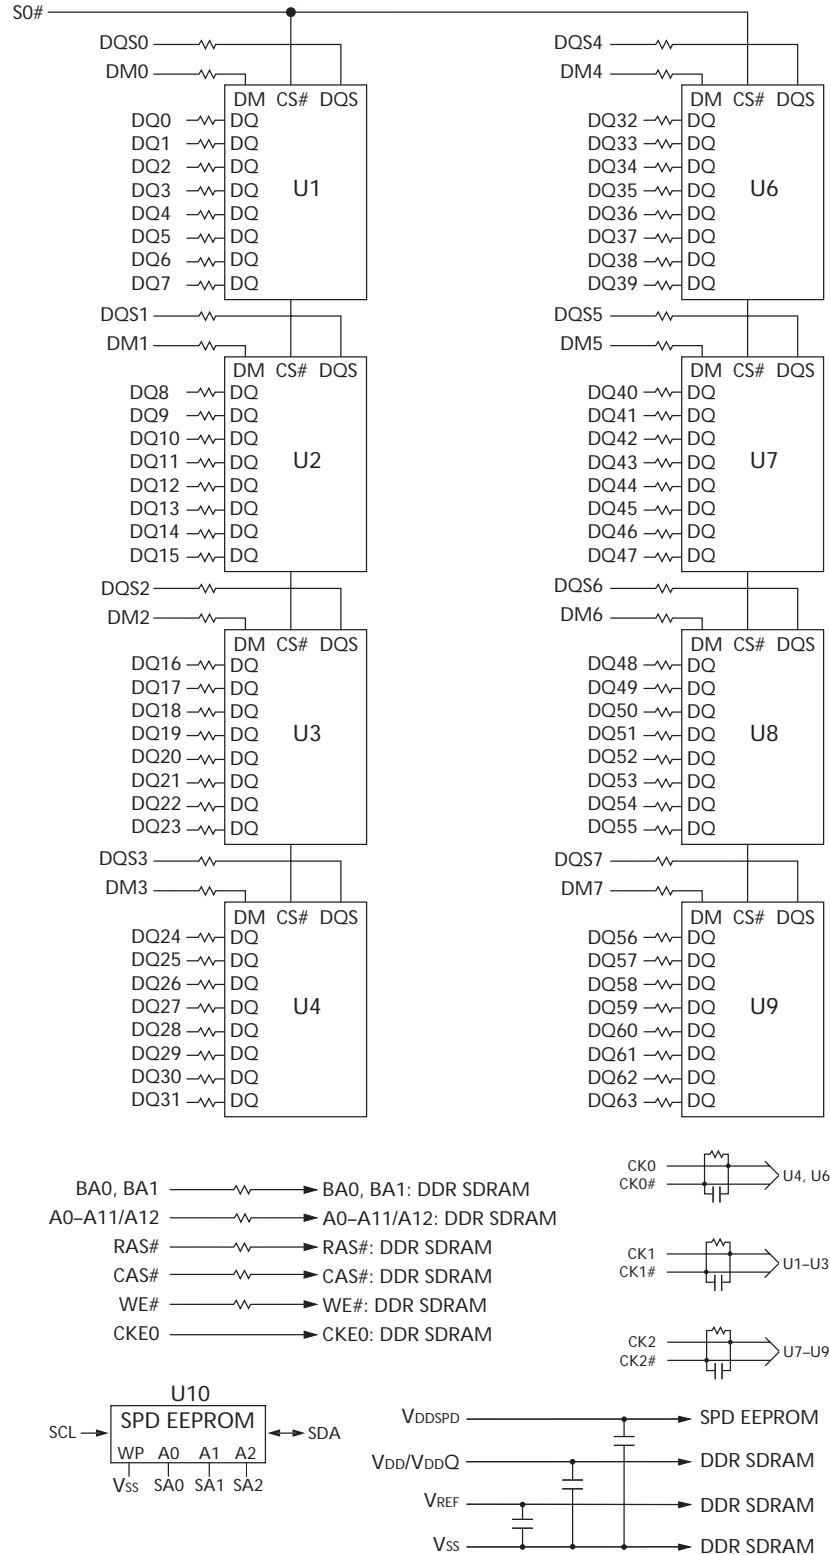 S0#
DQS0
DM0
DM CS# DQS
DQ0 DQ
DQ1 DQ
DQ2 DQ
DQ3 DQ
U1
DQ4 DQ
DQ5 DQ
DQ6 DQ
DQ7 DQ
DQS1
DM1
DM CS# DQS
DQ8 DQ
DQ9 DQ
DQ10 DQ
DQ11 DQ
U2
DQ12 DQ
DQ13 DQ
DQ14 DQ
DQ15 DQ
DQS2
DM2
DM CS# DQS
DQ16 DQ
DQ17 DQ
DQ18 DQ
DQ19 DQ
U3
DQ20 DQ
DQ21 DQ
DQ22 DQ
DQ23 DQ
DQS3
DM3
DM CS# DQS
DQ24 DQ
DQ25 DQ
DQ26 DQ
DQ27 DQ
U4
DQ28 DQ
DQ29 DQ
DQ30 DQ
DQ31 DQ
DQS4
DM4
DM CS# DQS
DQ32 DQ
DQ33 DQ
DQ34 DQ
DQ35 DQ
U6
DQ36 DQ
DQ37 DQ
DQ38 DQ
DQ39 DQ
DQS5
DM5
DM CS# DQS
DQ40 DQ
DQ41 DQ
DQ42 DQ
DQ43 DQ
U7
DQ44 DQ
DQ45 DQ
DQ46 DQ
DQ47 DQ
DQS6
DM6
DM CS# DQS
DQ48 DQ
DQ49 DQ
DQ50 DQ
DQ51 DQ
U8
DQ52 DQ
DQ53 DQ
DQ54 DQ
DQ55 DQ
DQS7
DM7
DM CS# DQS
DQ56 DQ
DQ57 DQ
DQ58 DQ
DQ59 DQ
U9
DQ60 DQ
DQ61 DQ
DQ62 DQ
DQ63 DQ
BA0, BA1 BA0, BA1: DDR SDRAM
A0–A11/A12 A0–A11/A12: DDR SDRAM
RAS# RAS#: DDR SDRAM
CAS# CAS#: DDR SDRAM
WE# WE#: DDR SDRAM
CKE0 CKE0: DDR SDRAM
CK0
CK0#
U4, U6
CK1
CK1#
U1–U3
CK2
CK2#
U7–U9
U10
SPD EEPROM
SCL SDA
WP A0 A1 A2
VSS SA0 SA1 SA2
VDDSPD SPD EEPROM
VDD/VDDQ DDR SDRAM
VREF DDR SDRAM
VSS DDR SDRAM